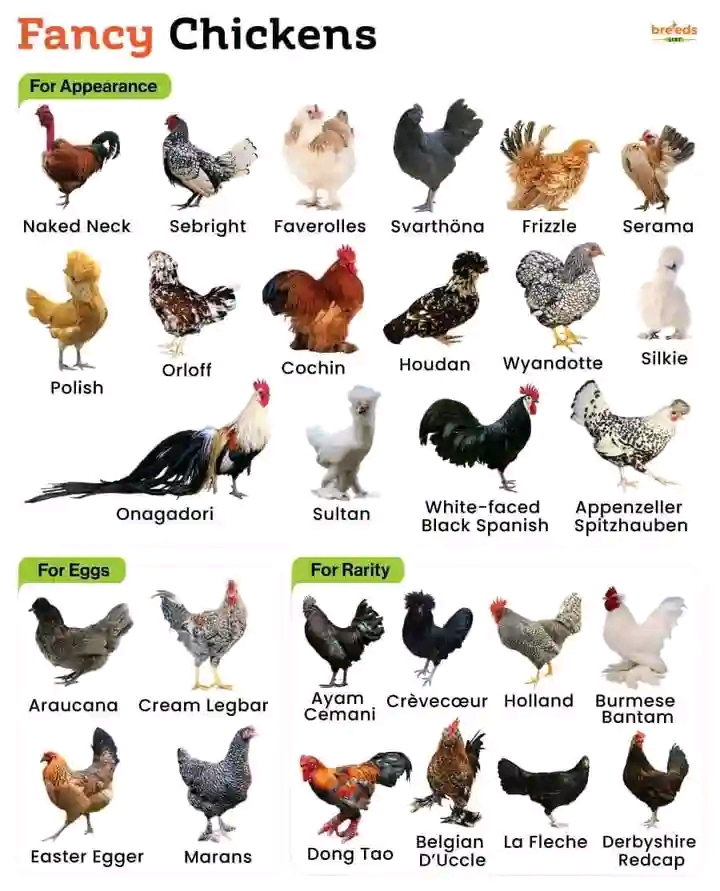 Fancy Chickens
breeds
LIST
For Appearance
Naked Neck
Sebright
Faverolles
Svarthöna
Frizzle
Serama
Polish
Orloff
Cochin
Houdan
Wyandotte
Silkie
Onagadori
Sultan
White-faced
Black Spanish
Appenzeller
Spitzhauben
For Eggs
Araucana
Cream Legbar
Easter Egger
Marans
For Rarity
Ayam
Cemani
Crèvecœur
Holland
Burmese
Bantam
Dong Tao
Belgian
D'Uccle
La Fleche
Derbyshire
Redcap